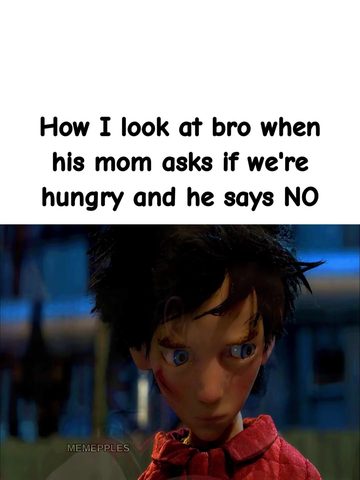 How I look at bro when
his mom asks if we're
hungry and he says NO
MEMEPPLES